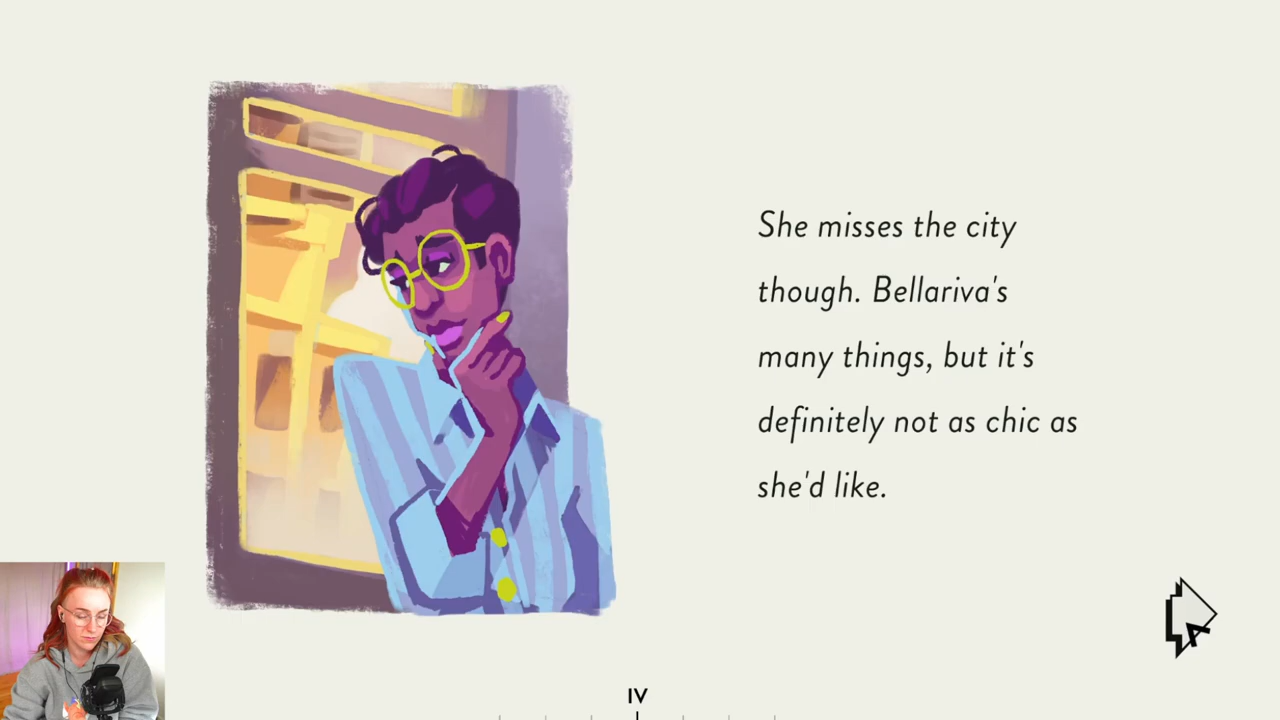 She misses the city
though. Bellariva's
many things, but it's
definitely not as chic as
she'd like.
IV